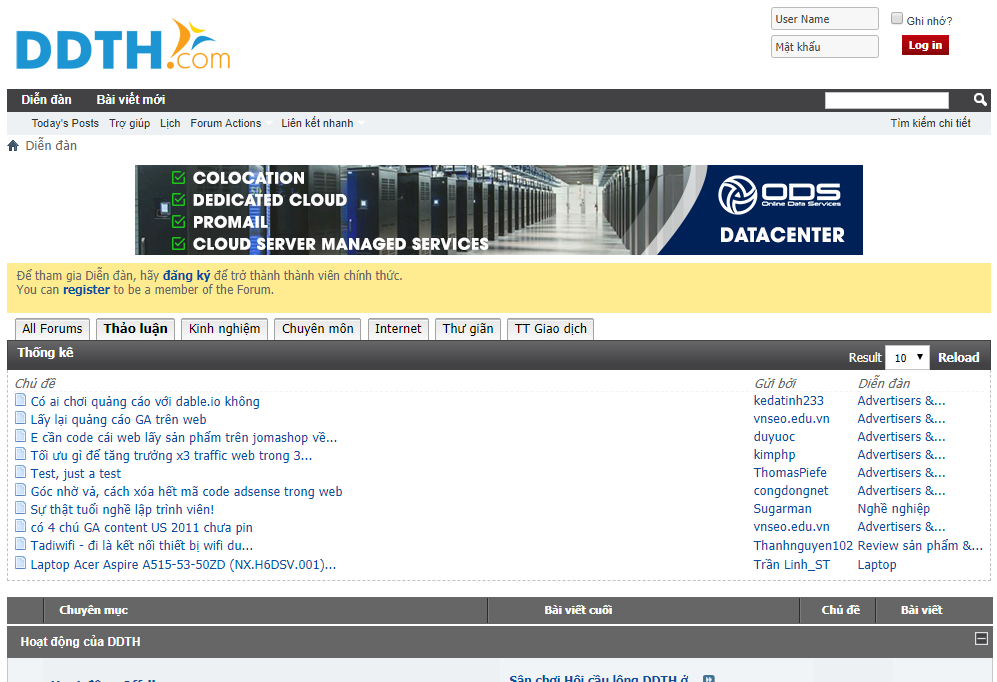 DDTH.com
User Name
Ghi nhớ?
Mật khẩu
Log in
Diễn đàn Bài viết mới
Today's Posts Trợ giúp Lịch Forum Actions Liên kết nhanh Tìm kiếm chi tiết
Diễn đàn
COLOCATION
DEDICATED CLOUD
PROMAIL
CLOUD SERVER MANAGED SERVICES
ODS
Online Data Services
DATACENTER
Để tham gia Diễn đàn, hãy đăng ký để trở thành thành viên chính thức.
You can register to be a member of the Forum.
All Forums Thảo luận Kinh nghiệm Chuyên môn Internet Thư giãn TT Giao dịch
Thống kê Result 10 Reload
Chủ đề Gửi bởi Diễn đàn
Có ai chơi quảng cáo với dable.io không kedatinh233 Advertisers &...
Lấy lại quảng cáo GA trên web vnseo.edu.vn Advertisers &...
E cần code cái web lấy sản phẩm trên jomashop về... duyuoc Advertisers &...
Tối ưu gì để tăng trưởng x3 traffic web trong 3... kimphp Advertisers &...
Test, just a test ThomasPiefe Advertisers &...
Góc nhờ vả, cách xóa hết mã code adsense trong web congdongnet Advertisers &...
Sự thật tuổi nghề lập trình viên! Sugarman Nghề nghiệp
có 4 chú GA content US 2011 chưa pin vnseo.edu.vn Advertisers &...
Tadiwifi - đi là kết nối thiết bị wifi du... Thanhnguyen102 Review sản phẩm &...
Laptop Acer Aspire A515-53-50ZD (NX.H6DSV.001)... Trần Linh_ST Laptop
Chuyên mục Bài viết cuối Chủ đề Bài viết
Hoạt động của DDTH
Sân chơi Hội cầu lông DDTH ở